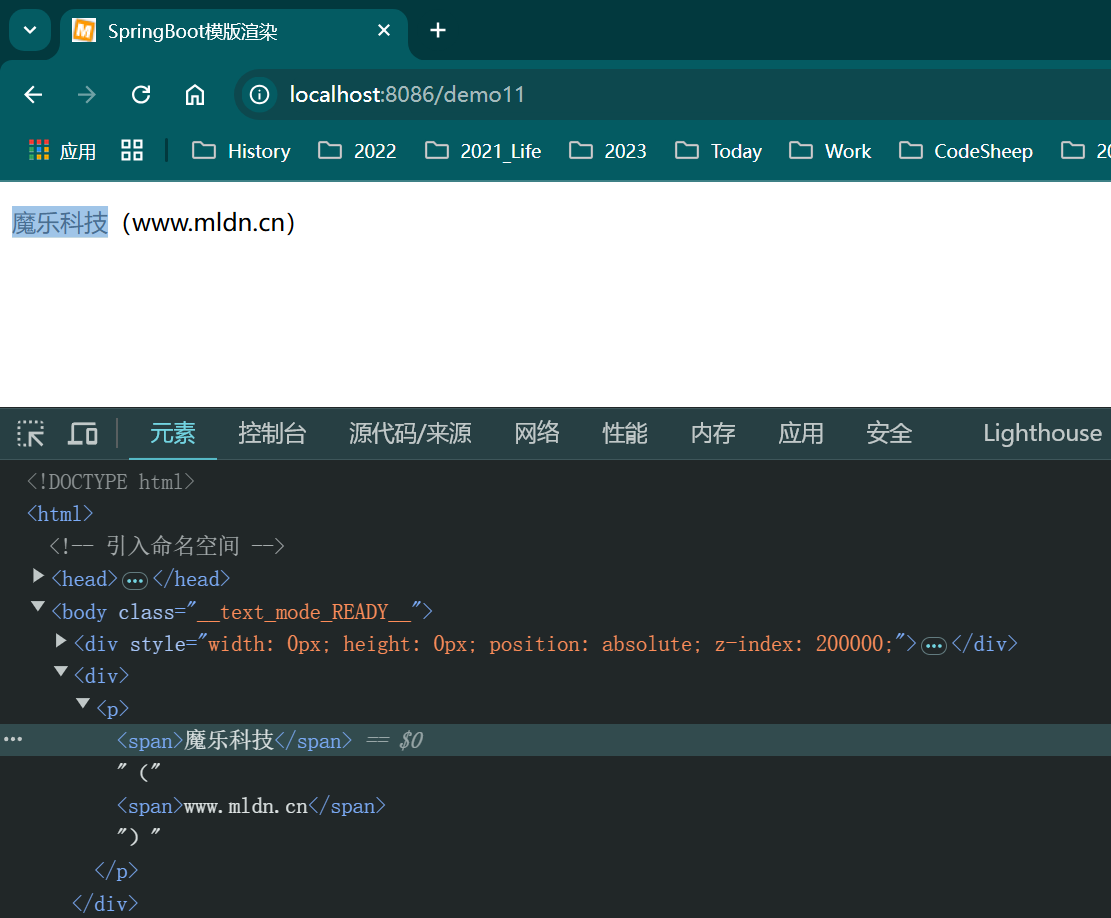 SpringBoot模版渲染
localhost:8086/demo11
应用 History 2022 2021_Life 2023 Today Work CodeSheep
魔乐科技（www.mldn.cn）
元素 控制台 源代码/来源 网络 性能 内存 应用 安全 Lighthouse
<!DOCTYPE html>
<html>
<!-- 引入命名空间 -->
<head>…</head>
<body class="__text_mode_READY__">
<div style="width: 0px; height: 0px; position: absolute; z-index: 200000;">…</div>
<div>
<p>
<span>魔乐科技</span> == $0
"（"
<span>www.mldn.cn</span>
"） "
</p>
</div>